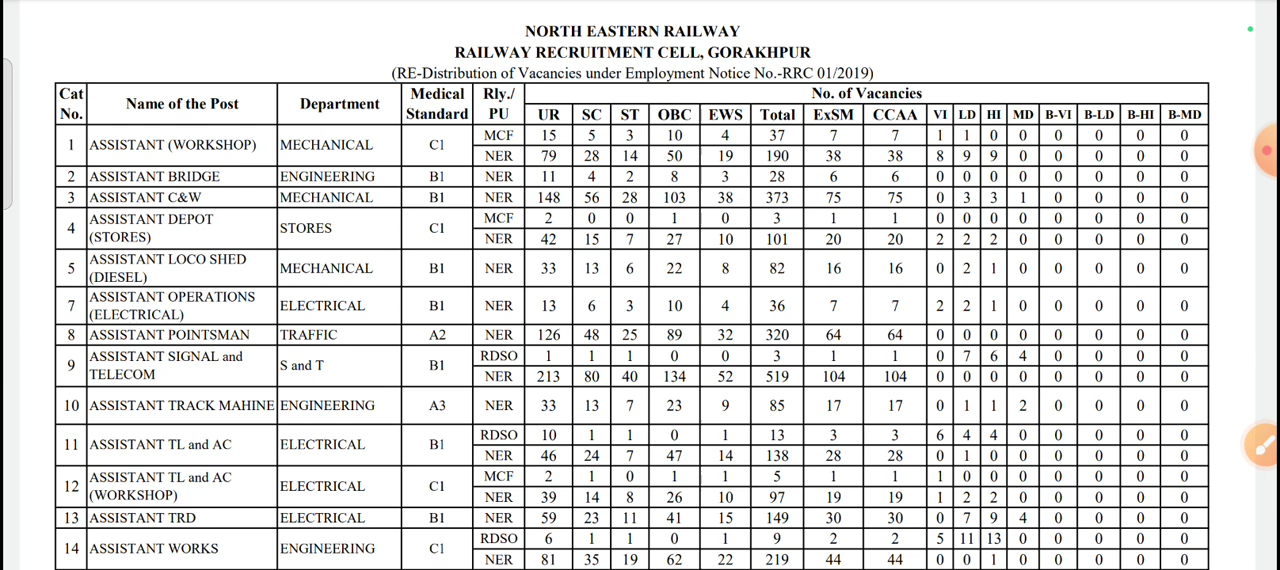 NORTH EASTERN RAILWAY
RAILWAY RECRUITMENT CELL, GORAKHPUR
(RE-Distribution of Vacancies under Employment Notice No.-RRC 01/2019)
Cat No. Name of the Post Department Medical Standard Rly./ PU No. of Vacancies
UR SC ST OBC EWS Total ExSM CCAA VI LD HI MD B-VI B-LD B-HI B-MD
1 ASSISTANT (WORKSHOP) MECHANICAL C1 MCF 15 5 3 10 4 37 7 7 1 1 0 0 0 0 0 0
NER 79 28 14 50 19 190 38 38 8 9 9 0 0 0 0 0
2 ASSISTANT BRIDGE ENGINEERING B1 NER 11 4 2 8 3 28 6 6 0 0 0 0 0 0 0 0
3 ASSISTANT C&W MECHANICAL B1 NER 148 56 28 103 38 373 75 75 0 3 3 1 0 0 0 0
4 ASSISTANT DEPOT (STORES) STORES C1 MCF 2 0 0 1 0 3 1 1 0 0 0 0 0 0 0 0
NER 42 15 7 27 10 101 20 20 2 2 2 0 0 0 0 0
5 ASSISTANT LOCO SHED (DIESEL) MECHANICAL B1 NER 33 13 6 22 8 82 16 16 0 2 1 0 0 0 0 0
7 ASSISTANT OPERATIONS (ELECTRICAL) ELECTRICAL B1 NER 13 6 3 10 4 36 7 7 2 2 1 0 0 0 0 0
8 ASSISTANT POINTSMAN TRAFFIC A2 NER 126 48 25 89 32 320 64 64 0 0 0 0 0 0 0 0
9 ASSISTANT SIGNAL and TELECOM S and T B1 RDSO 1 1 1 0 0 3 1 1 0 7 6 4 0 0 0 0
NER 213 80 40 134 52 519 104 104 0 0 0 0 0 0 0 0
10 ASSISTANT TRACK MAHINE ENGINEERING A3 NER 33 13 7 23 9 85 17 17 0 1 1 2 0 0 0 0
11 ASSISTANT TL and AC ELECTRICAL B1 RDSO 10 1 1 0 1 13 3 3 6 4 4 0 0 0 0 0
NER 46 24 7 47 14 138 28 28 0 1 0 0 0 0 0 0
12 ASSISTANT TL and AC (WORKSHOP) ELECTRICAL C1 MCF 2 1 0 1 1 5 1 1 1 0 0 0 0 0 0 0
NER 39 14 8 26 10 97 19 19 1 2 2 0 0 0 0 0
13 ASSISTANT TRD ELECTRICAL B1 NER 59 23 11 41 15 149 30 30 0 7 9 4 0 0 0 0
14 ASSISTANT WORKS ENGINEERING C1 RDSO 6 1 1 0 1 9 2 2 5 11 13 0 0 0 0 0
NER 81 35 19 62 22 219 44 44 0 0 1 0 0 0 0 0